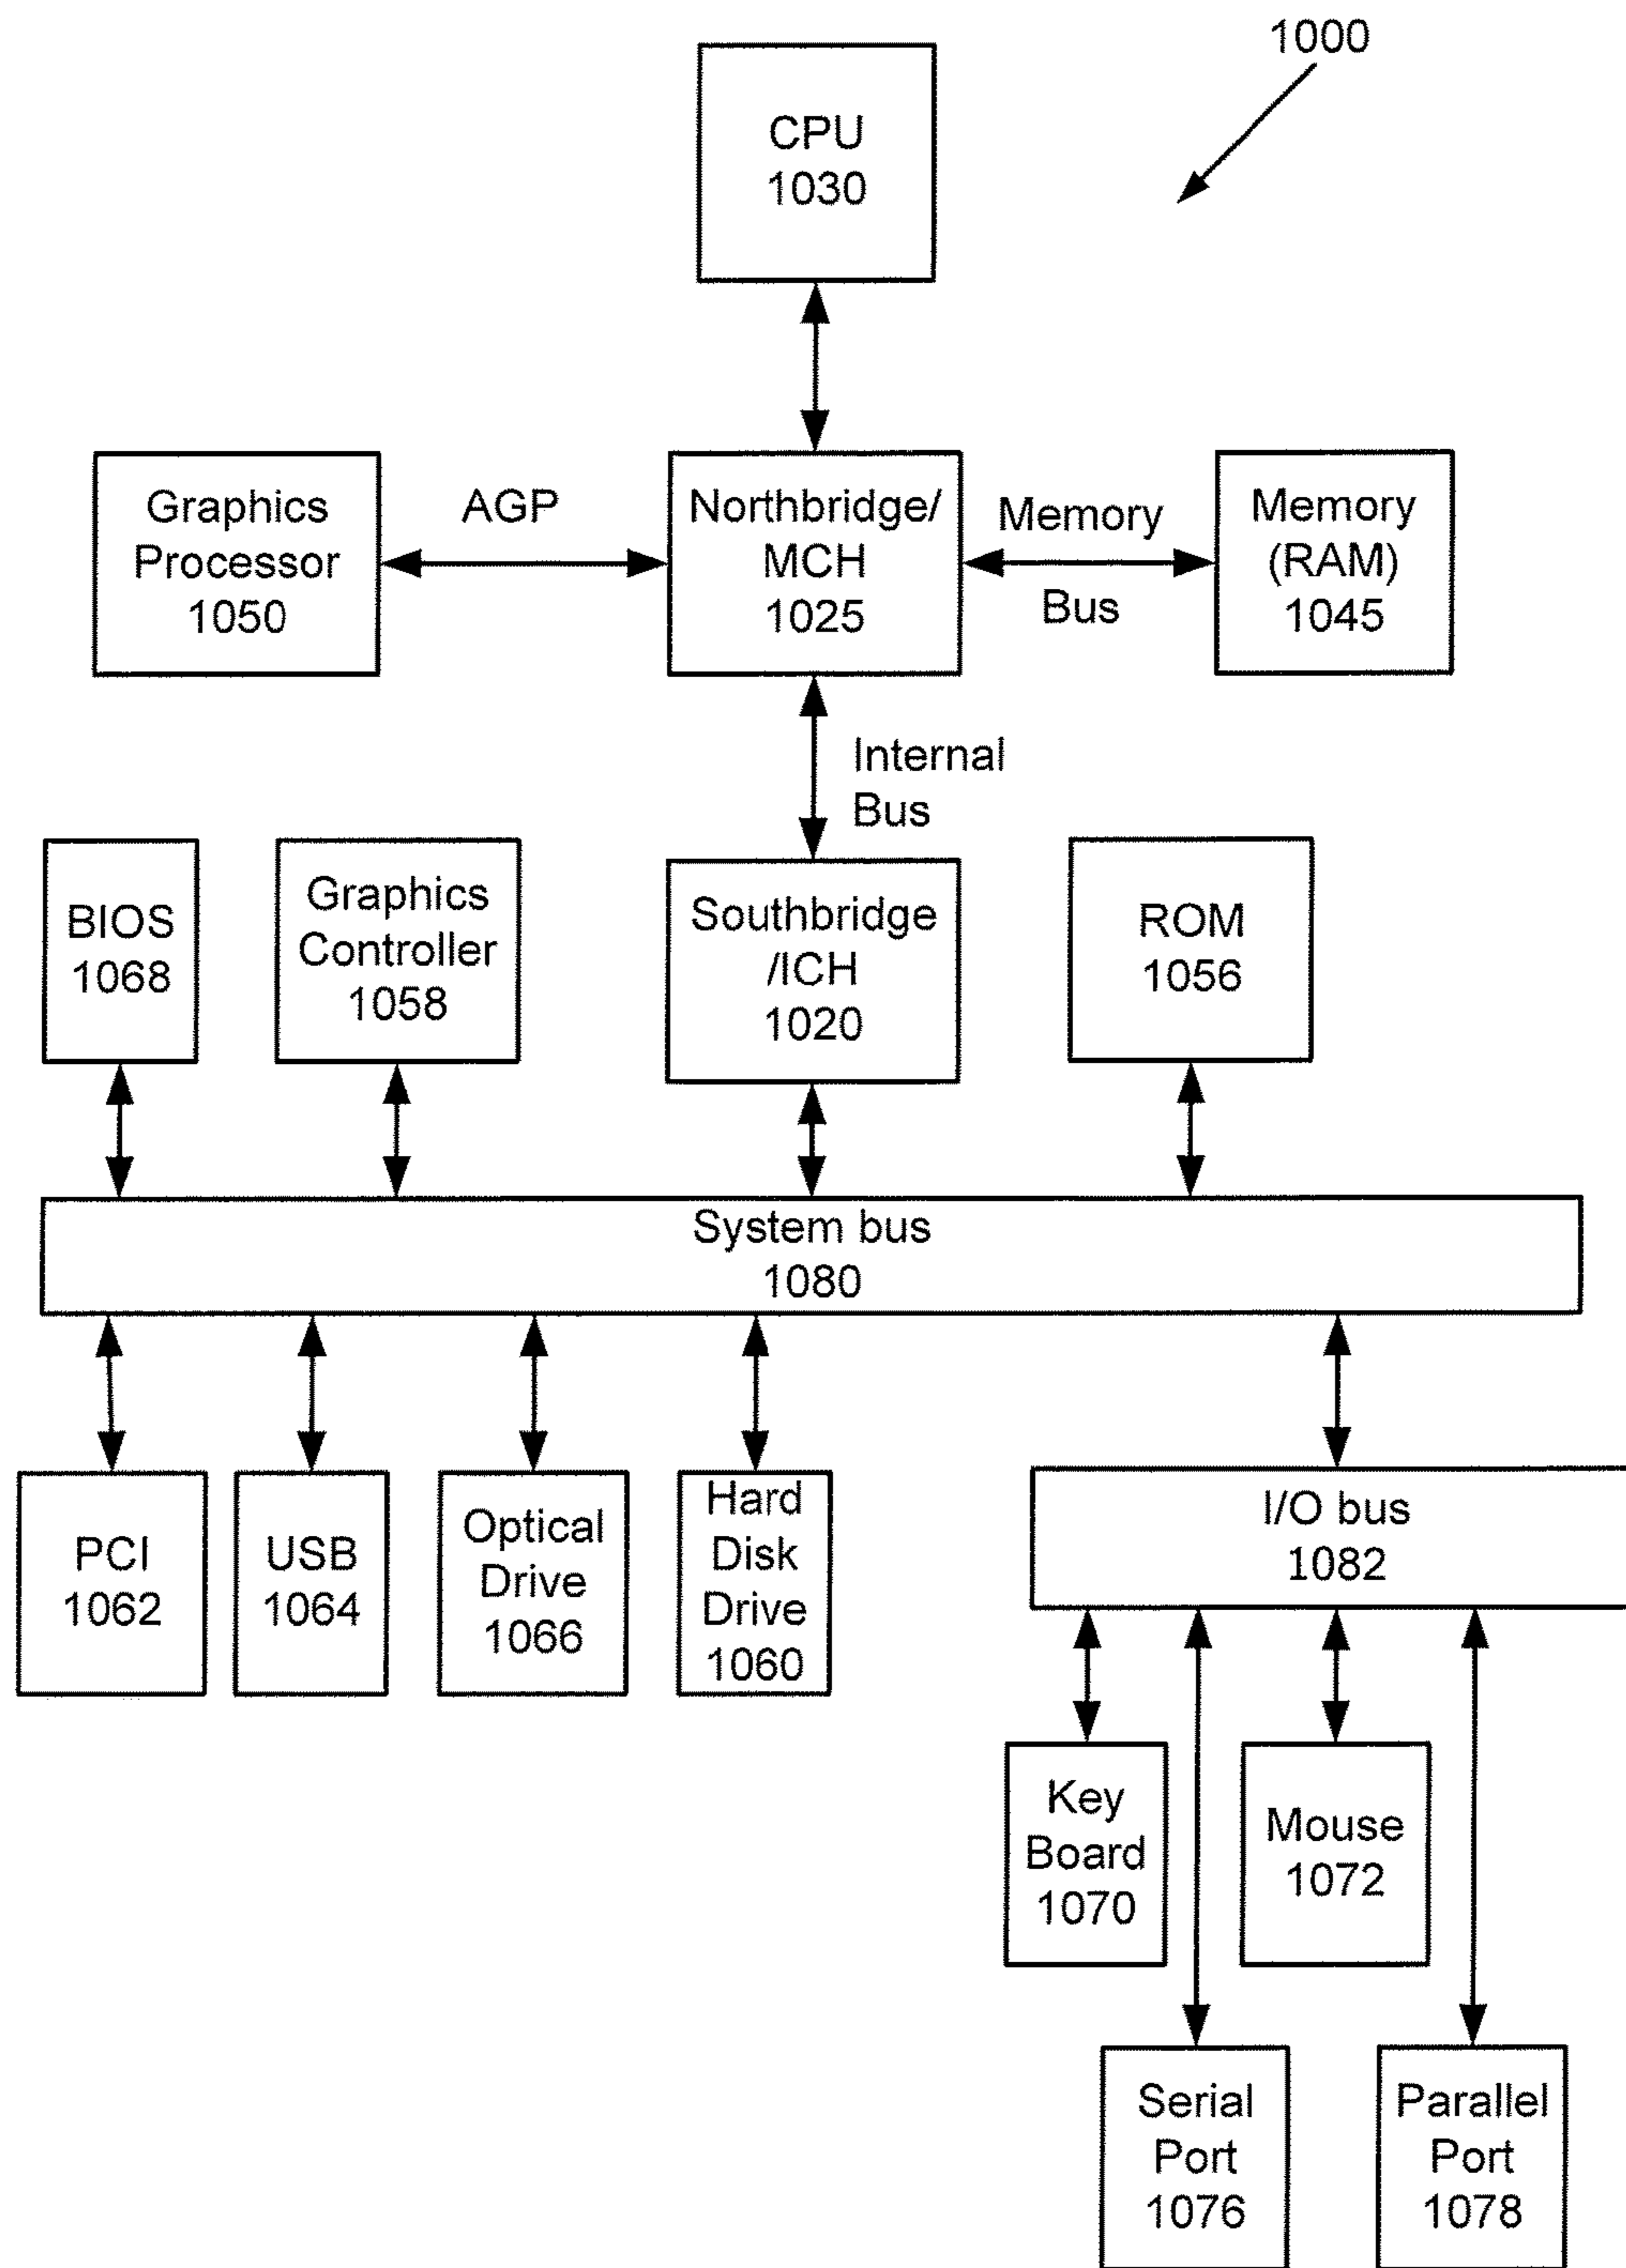 1000
CPU
1030
Graphics
Processor
1050
AGP
Northbridge/
MCH
1025
Memory
Bus
Memory
(RAM)
1045
Internal
Bus
BIOS
1068
Graphics
Controller
1058
Southbridge
/ICH
1020
ROM
1056
System bus
1080
PCI
1062
USB
1064
Optical
Drive
1066
Hard
Disk
Drive
1060
I/O bus
1082
Key
Board
1070
Mouse
1072
Serial
Port
1076
Parallel
Port
1078